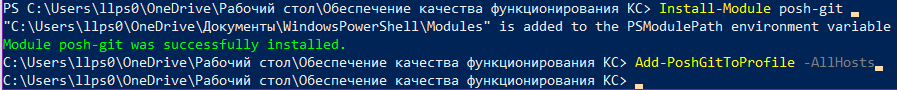 PS C:\Users\llps0\OneDrive\Рабочий стол\Обеспечение качества функционирования КС> Install-Module posh-git
"C:\Users\llps0\OneDrive\Документы\WindowsPowerShell\Modules" is added to the PSModulePath environment variable
Module posh-git was successfully installed.
C:\Users\llps0\OneDrive\Рабочий стол\Обеспечение качества функционирования КС> Add-PoshGitToProfile -AllHosts
C:\Users\llps0\OneDrive\Рабочий стол\Обеспечение качества функционирования КС>